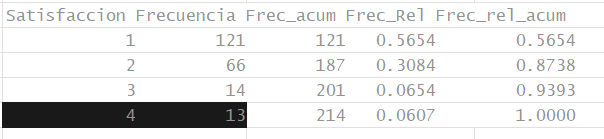 Satisfaccion Frecuencia Frec_acum Frec_Rel Frec_rel_acum
1 121 121 0.5654 0.5654
2 66 187 0.3084 0.8738
3 14 201 0.0654 0.9393
4 13 214 0.0607 1.0000